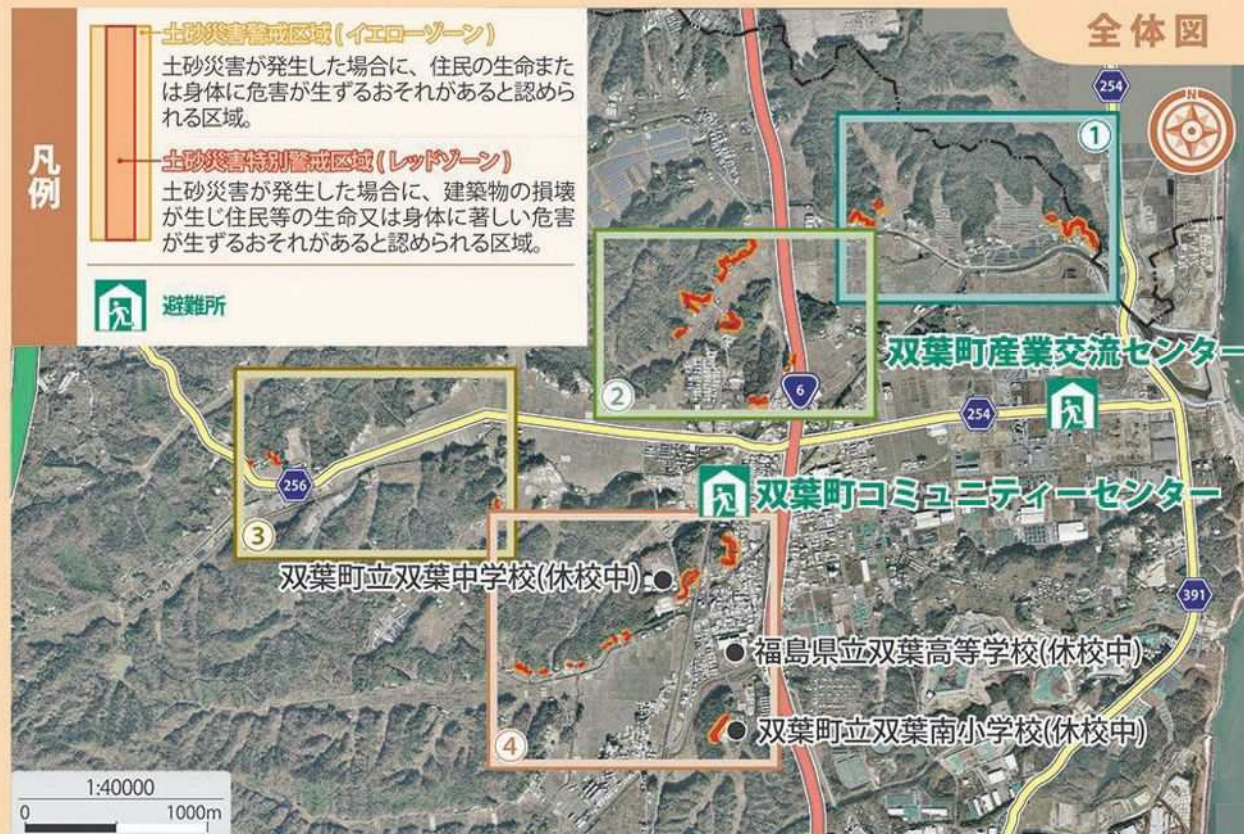 全体図
凡例
土砂災害警戒区域(イエローゾーン)
土砂災害が発生した場合に、住民の生命また
は身体に危害が生ずるおそれがあると認めら
れる区域。
土砂災害特別警戒区域(レッドゾーン)
土砂災害が発生した場合に、建築物の損壊
が生じ住民等の生命又は身体に著しい危害
が生ずるおそれがあると認められる区域。
避難所
254
N
①
双葉町産業交流センター
②
6
254
256
③
双葉町コミュニティーセンター
双葉町立双葉中学校(休校中)
391
福島県立双葉高等学校(休校中)
双葉町立双葉南小学校(休校中)
④
1:40000
0 1000m